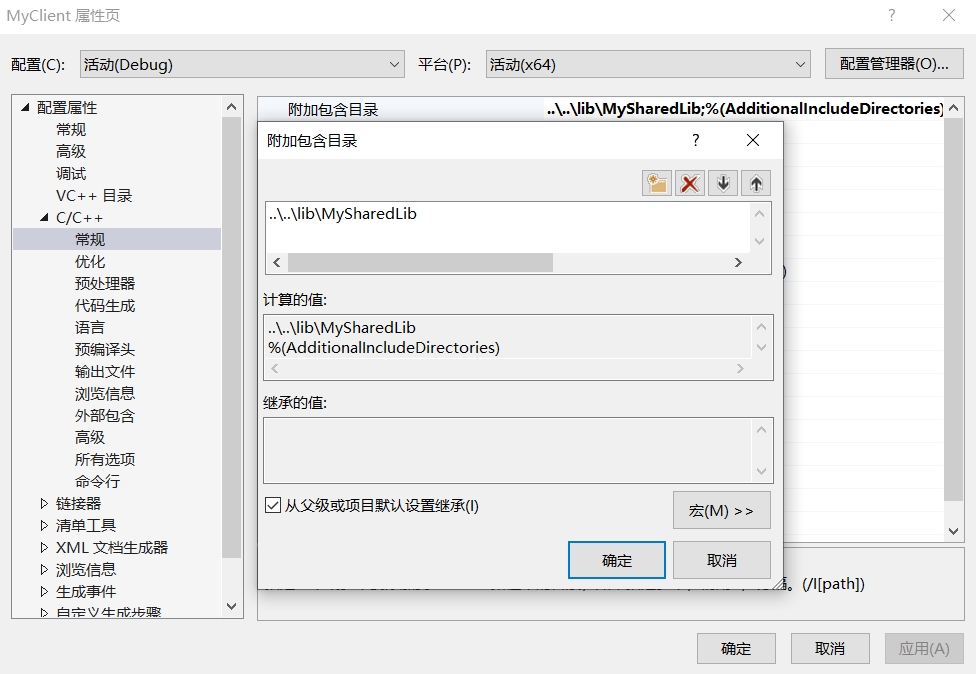 MyClient 属性页
配置(C): 活动(Debug) 平台(P): 活动(x64) 配置管理器(O)...
配置属性
常规
高级
调试
VC++ 目录
C/C++
常规
优化
预处理器
代码生成
语言
预编译头
输出文件
浏览信息
外部包含
高级
所有选项
命令行
链接器
清单工具
XML 文档生成器
浏览信息
生成事件
自定义生成步骤
附加包含目录 ..\..\lib\MySharedLib;%(AdditionalIncludeDirectories)
附加包含目录
..\..\lib\MySharedLib
计算的值:
..\..\lib\MySharedLib
%(AdditionalIncludeDirectories)
继承的值:
从父级或项目默认设置继承(I)
宏(M) >>
确定 取消
。(/I[path])
确定 取消 应用(A)